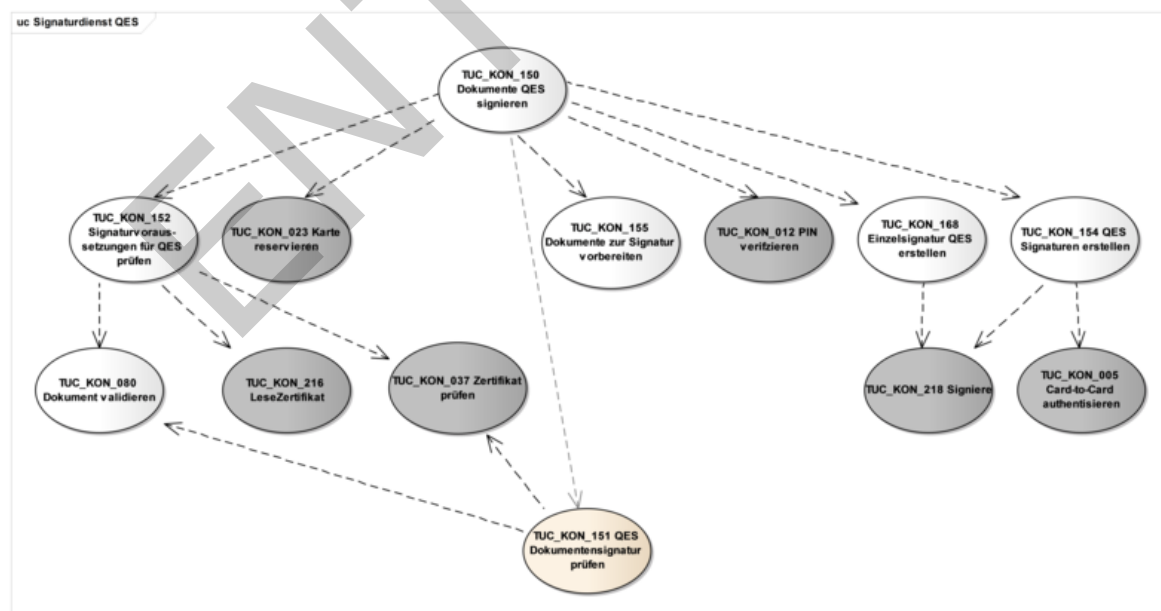 uc Signaturdienst QES
TUC_KON_150
Dokumente QES
signieren
TUC_KON_152
Signaturvoraus-
setzungen für QES
prüfen
TUC_KON_023 Karte
reservieren
TUC_KON_155
Dokumente zur Signatur
vorbereiten
TUC_KON_012 PIN
verifzieren
TUC_KON_168
Einzelsignatur QES
erstellen
TUC_KON_154 QES
Signaturen erstellen
TUC_KON_080
Dokument validieren
TUC_KON_216
LeseZertifikat
TUC_KON_037 Zertifikat
prüfen
TUC_KON_218 Signiere
TUC_KON_005
Card-to-Card
authentisieren
TUC_KON_151 QES
Dokumentensignatur
prüfen